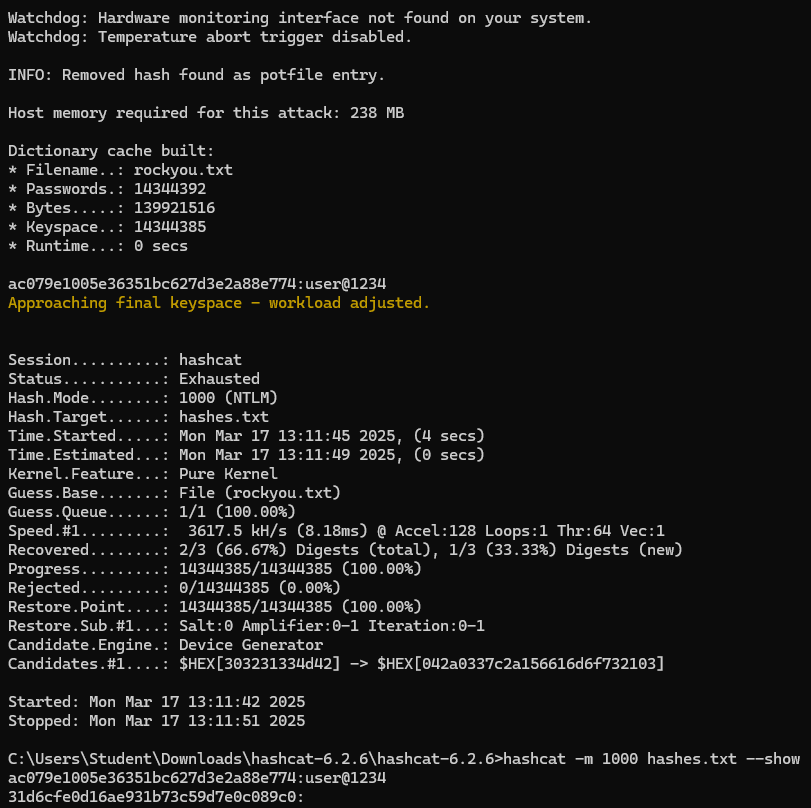 Watchdog: Hardware monitoring interface not found on your system.
Watchdog: Temperature abort trigger disabled.
INFO: Removed hash found as potfile entry.
Host memory required for this attack: 238 MB
Dictionary cache built:
* Filename..: rockyou.txt
* Passwords.: 14344392
* Bytes.....: 139921516
* Keyspace..: 14344385
* Runtime...: 0 secs
ac079e1005e36351bc627d3e2a88e774:user@1234
Approaching final keyspace - workload adjusted.
Session..........: hashcat
Status...........: Exhausted
Hash.Mode........: 1000 (NTLM)
Hash.Target......: hashes.txt
Time.Started.....: Mon Mar 17 13:11:45 2025, (4 secs)
Time.Estimated...: Mon Mar 17 13:11:49 2025, (0 secs)
Kernel.Feature...: Pure Kernel
Guess.Base.......: File (rockyou.txt)
Guess.Queue......: 1/1 (100.00%)
Speed.#1.........:  3617.5 kH/s (8.18ms) @ Accel:128 Loops:1 Thr:64 Vec:1
Recovered........: 2/3 (66.67%) Digests (total), 1/3 (33.33%) Digests (new)
Progress.........: 14344385/14344385 (100.00%)
Rejected.........: 0/14344385 (0.00%)
Restore.Point....: 14344385/14344385 (100.00%)
Restore.Sub.#1...: Salt:0 Amplifier:0-1 Iteration:0-1
Candidate.Engine.: Device Generator
Candidates.#1....: $HEX[303231334d42] -> $HEX[042a0337c2a156616d6f732103]
Started: Mon Mar 17 13:11:42 2025
Stopped: Mon Mar 17 13:11:51 2025
C:\Users\Student\Downloads\hashcat-6.2.6\hashcat-6.2.6>hashcat -m 1000 hashes.txt --show
ac079e1005e36351bc627d3e2a88e774:user@1234
31d6cfe0d16ae931b73c59d7e0c089c0: